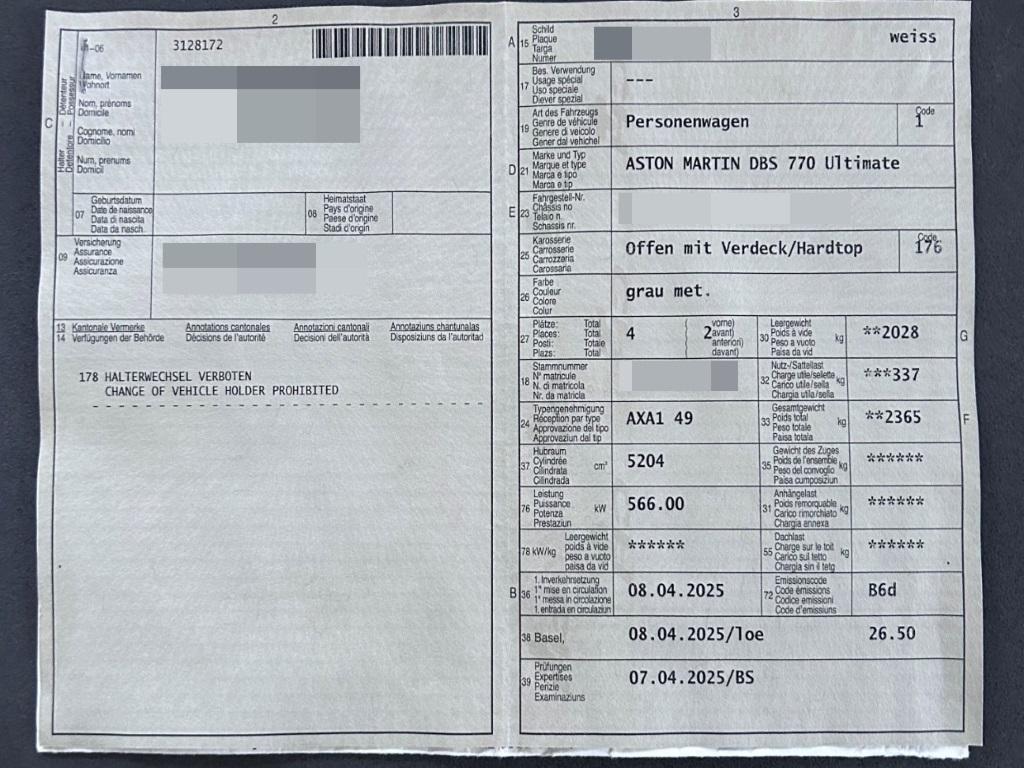 2
3128172
-06
Name, Vornamen
Wohnort
Nom, prénoms
Domicile
Cognome, nomi
Domicilio
Num, prenums
Domicil
C
Halter – Détenteur
Detentore – Possessur
07
Geburtsdatum
Date de naissance
Data di nascita
Data da nasch.
08
Heimatstaat
Pays d'origine
Paese d'origine
Stadi d'origin
09
Versicherung
Assurance
Assicurazione
Assicuranza
13 Kantonale Vermerke Annotations cantonales Annotazioni cantonali Annotaziuns chantunalas
14 Verfügungen der Behörde Décisions de l'autorité Decisioni dell'autorità Disposiziuns da l'autoritad
178 HALTERWECHSEL VERBOTEN
CHANGE OF VEHICLE HOLDER PROHIBITED
3
A 15
Schild
Plaque
Targa
Numer
weiss
17
Bes. Verwendung
Usage spécial
Uso speciale
Diever spezial
---
19
Art des Fahrzeugs
Genre de véhicule
Genere di veicolo
Gener dal vehichel
Personenwagen
Code
1
D 21
Marke und Typ
Marque et type
Marca e tipo
Marca e tip
ASTON MARTIN DBS 770 Ultimate
E 23
Fahrgestell-Nr.
Châssis no
Telaio n.
Schassis nr.
25
Karosserie
Carrosserie
Carrozzeria
Carossaria
Offen mit Verdeck/Hardtop
Code
176
26
Farbe
Couleur
Colore
Colur
grau met.
27
Plätze: Total
Places: Total
Posti: Totale
Plazs: Total
4
2
vorne)
avant)
anteriori)
davant)
30
Leergewicht
Poids à vide
Peso a vuoto
Paisa da vid
kg
**2028
G
18
Stammnummer
N° matricule
N. di matricola
Nr. da matricla
32
Nutz-/Sattellast
Charge utile/sellette
Carico utile/sella
Chargia utila/sella
kg
***337
24
Typengenehmigung
Réception par type
Approvazione del tipo
Approvaziun dal tip
AXA1 49
33
Gesamtgewicht
Poids total
Peso totale
Paisa totala
kg
**2365
F
37
Hubraum
Cylindrée
Cilindrata
Cilindrada
cm³
5204
35
Gewicht des Zuges
Poids de l'ensemble
Peso del convoglio
Paisa cumposiziun
kg
******
76
Leistung
Puissance
Potenza
Prestaziun
kW
566.00
31
Anhängelast
Poids remorquable
Carico rimorchiato
Chargia annexa
kg
******
78 kW/kg
Leergewicht
poids à vide
peso a vuoto
paisa da vid
******
55
Dachlast
Charge sur le toit
Carico sul tetto
Chargia sin il tetg
kg
******
B 36
1. Inverkehrsetzung
1re mise en circulation
1a messa in circolazione
1. entrada en circulaziun
08.04.2025
72
Emissionscode
Code émissions
Codice emissioni
Code d'emissiuns
B6d
38 Basel,
08.04.2025/loe
26.50
39
Prüfungen
Expertises
Perizie
Examinaziuns
07.04.2025/BS